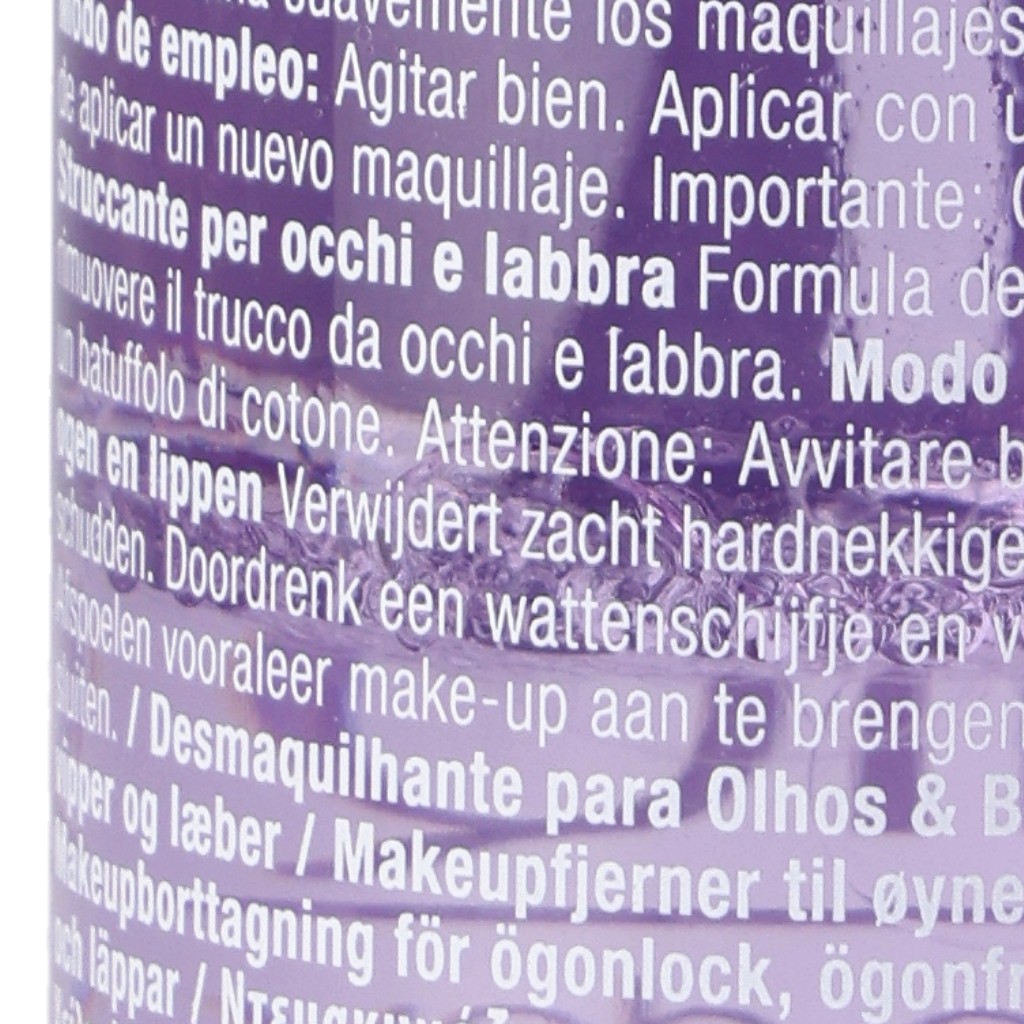 suavemente los maquillajes
Modo de empleo: Agitar bien. Aplicar con
de aplicar un nuevo maquillaje. Importante:
Struccante per occhi e labbra Formula de
rimuovere il trucco da occhi e labbra. Modo
un batuffolo di cotone. Attenzione: Avvitare b
ogen en lippen Verwijdert zacht hardnekkige
schudden. Doordrenk een wattenschijfje en v
Afspoelen vooraleer make-up aan te brengen
sluiten. / Desmaquilhante para Olhos & B
læber / Makeupfjerner til øyne
Makeupborttagning för ögonlock, ögonfr
och läppar / Ντεμακιγι